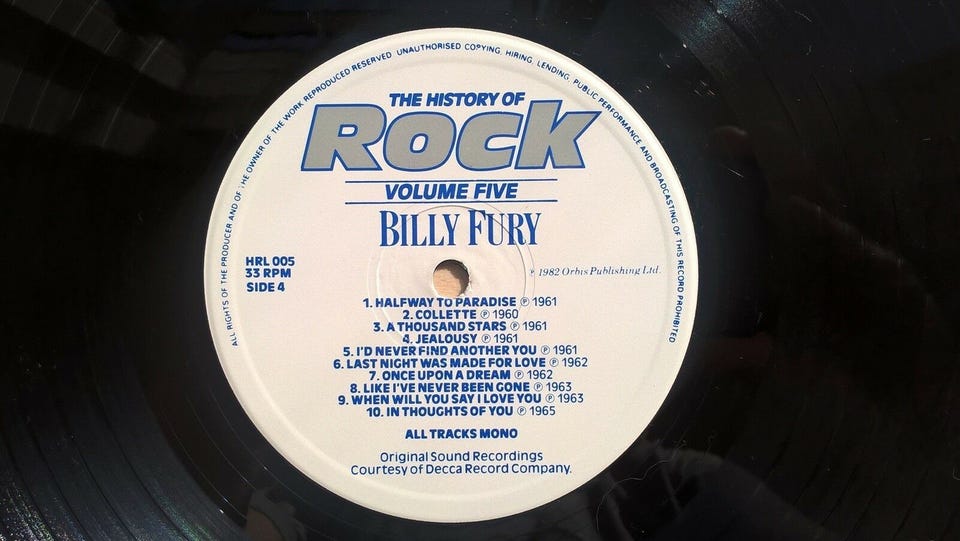 ALL RIGHTS OF THE PRODUCER AND OF THE OWNER OF THE WORK REPRODUCED RESERVED UNAUTHORISED COPYING, HIRING, LENDING, PUBLIC PERFORMANCE AND BROADCASTING OF THIS RECORD PROHIBITED
THE HISTORY OF
Rock
VOLUME FIVE
BILLY FURY
HRL 005
33 RPM
SIDE 4
℗ 1982 Orbis Publishing Ltd.
1. HALFWAY TO PARADISE ℗ 1961
2. COLLETTE ℗ 1960
3. A THOUSAND STARS ℗ 1961
4. JEALOUSY ℗ 1961
5. I'D NEVER FIND ANOTHER YOU ℗ 1961
6. LAST NIGHT WAS MADE FOR LOVE ℗ 1962
7. ONCE UPON A DREAM ℗ 1962
8. LIKE I'VE NEVER BEEN GONE ℗ 1963
9. WHEN WILL YOU SAY I LOVE YOU ℗ 1963
10. IN THOUGHTS OF YOU ℗ 1965
ALL TRACKS MONO
Original Sound Recordings
Courtesy of Decca Record Company.